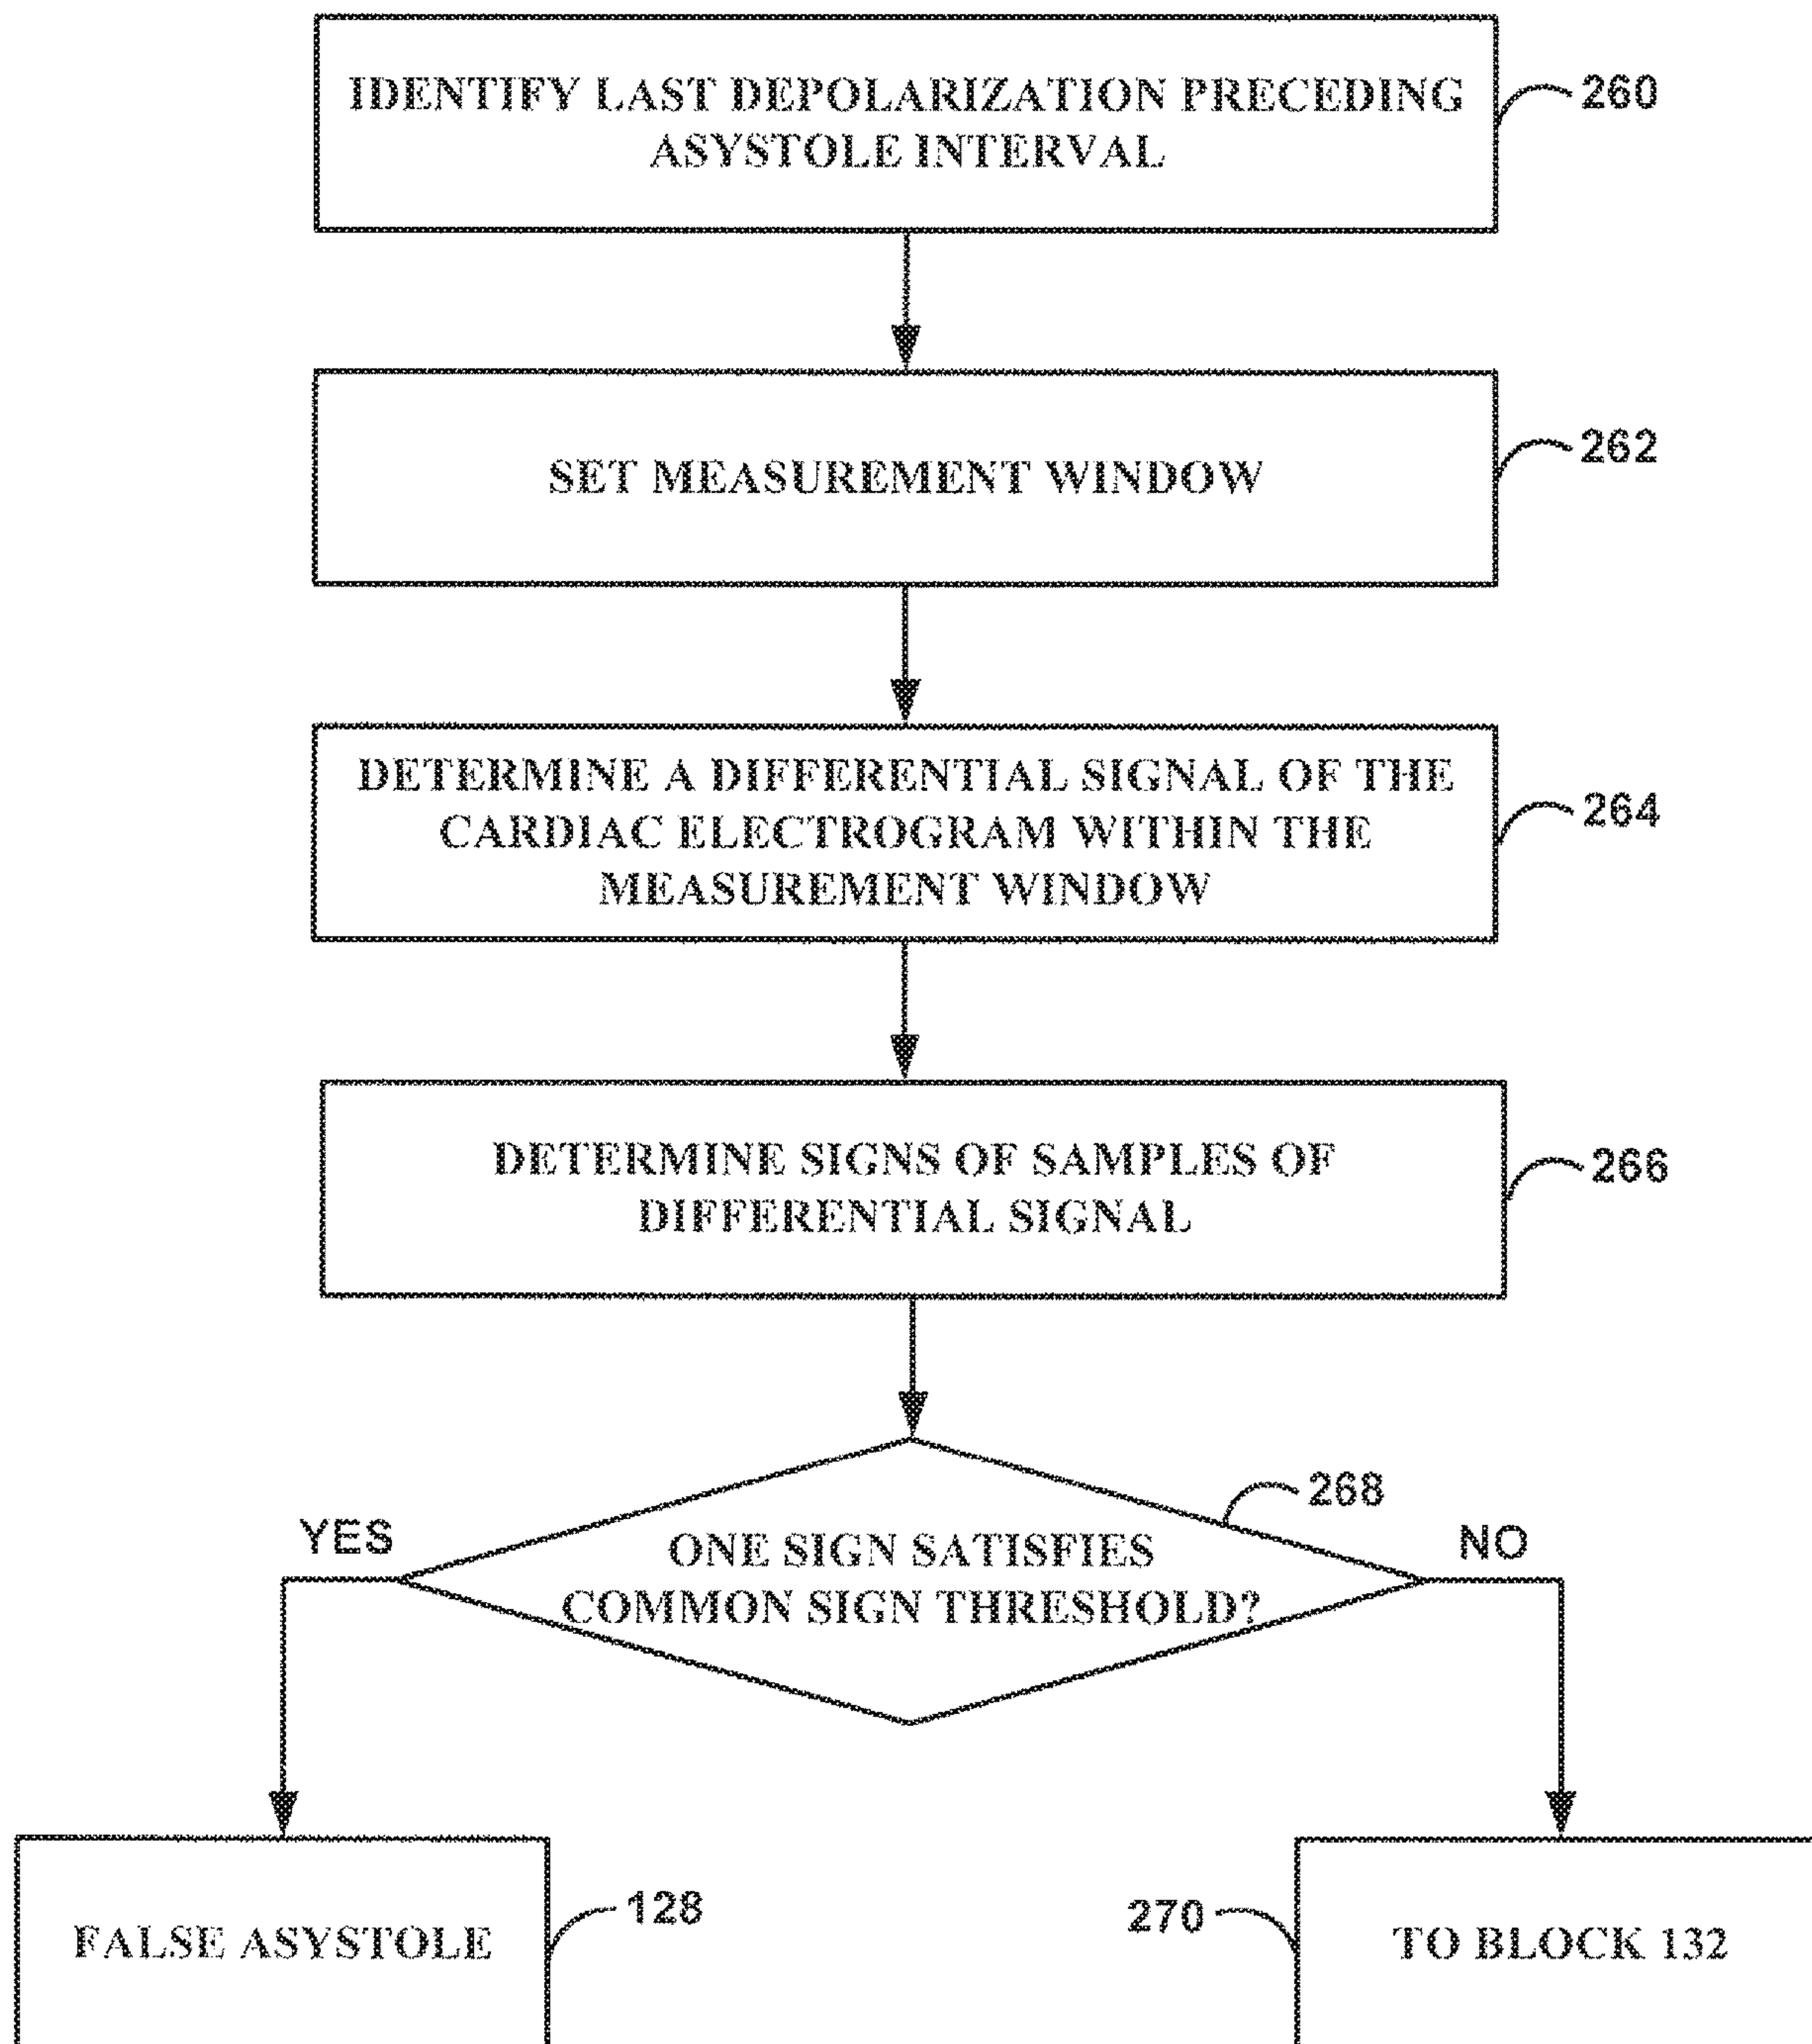 IDENTIFY LAST DEPOLARIZATION PRECEDING
ASYSTOLE INTERVAL
260
SET MEASUREMENT WINDOW
262
DETERMINE A DIFFERENTIAL SIGNAL OF THE
CARDIAC ELECTROGRAM WITHIN THE
MEASUREMENT WINDOW
264
DETERMINE SIGNS OF SAMPLES OF
DIFFERENTIAL SIGNAL
266
268
YES
ONE SIGN SATISFIES
COMMON SIGN THRESHOLD?
NO
FALSE ASYSTOLE
128
270
TO BLOCK 132